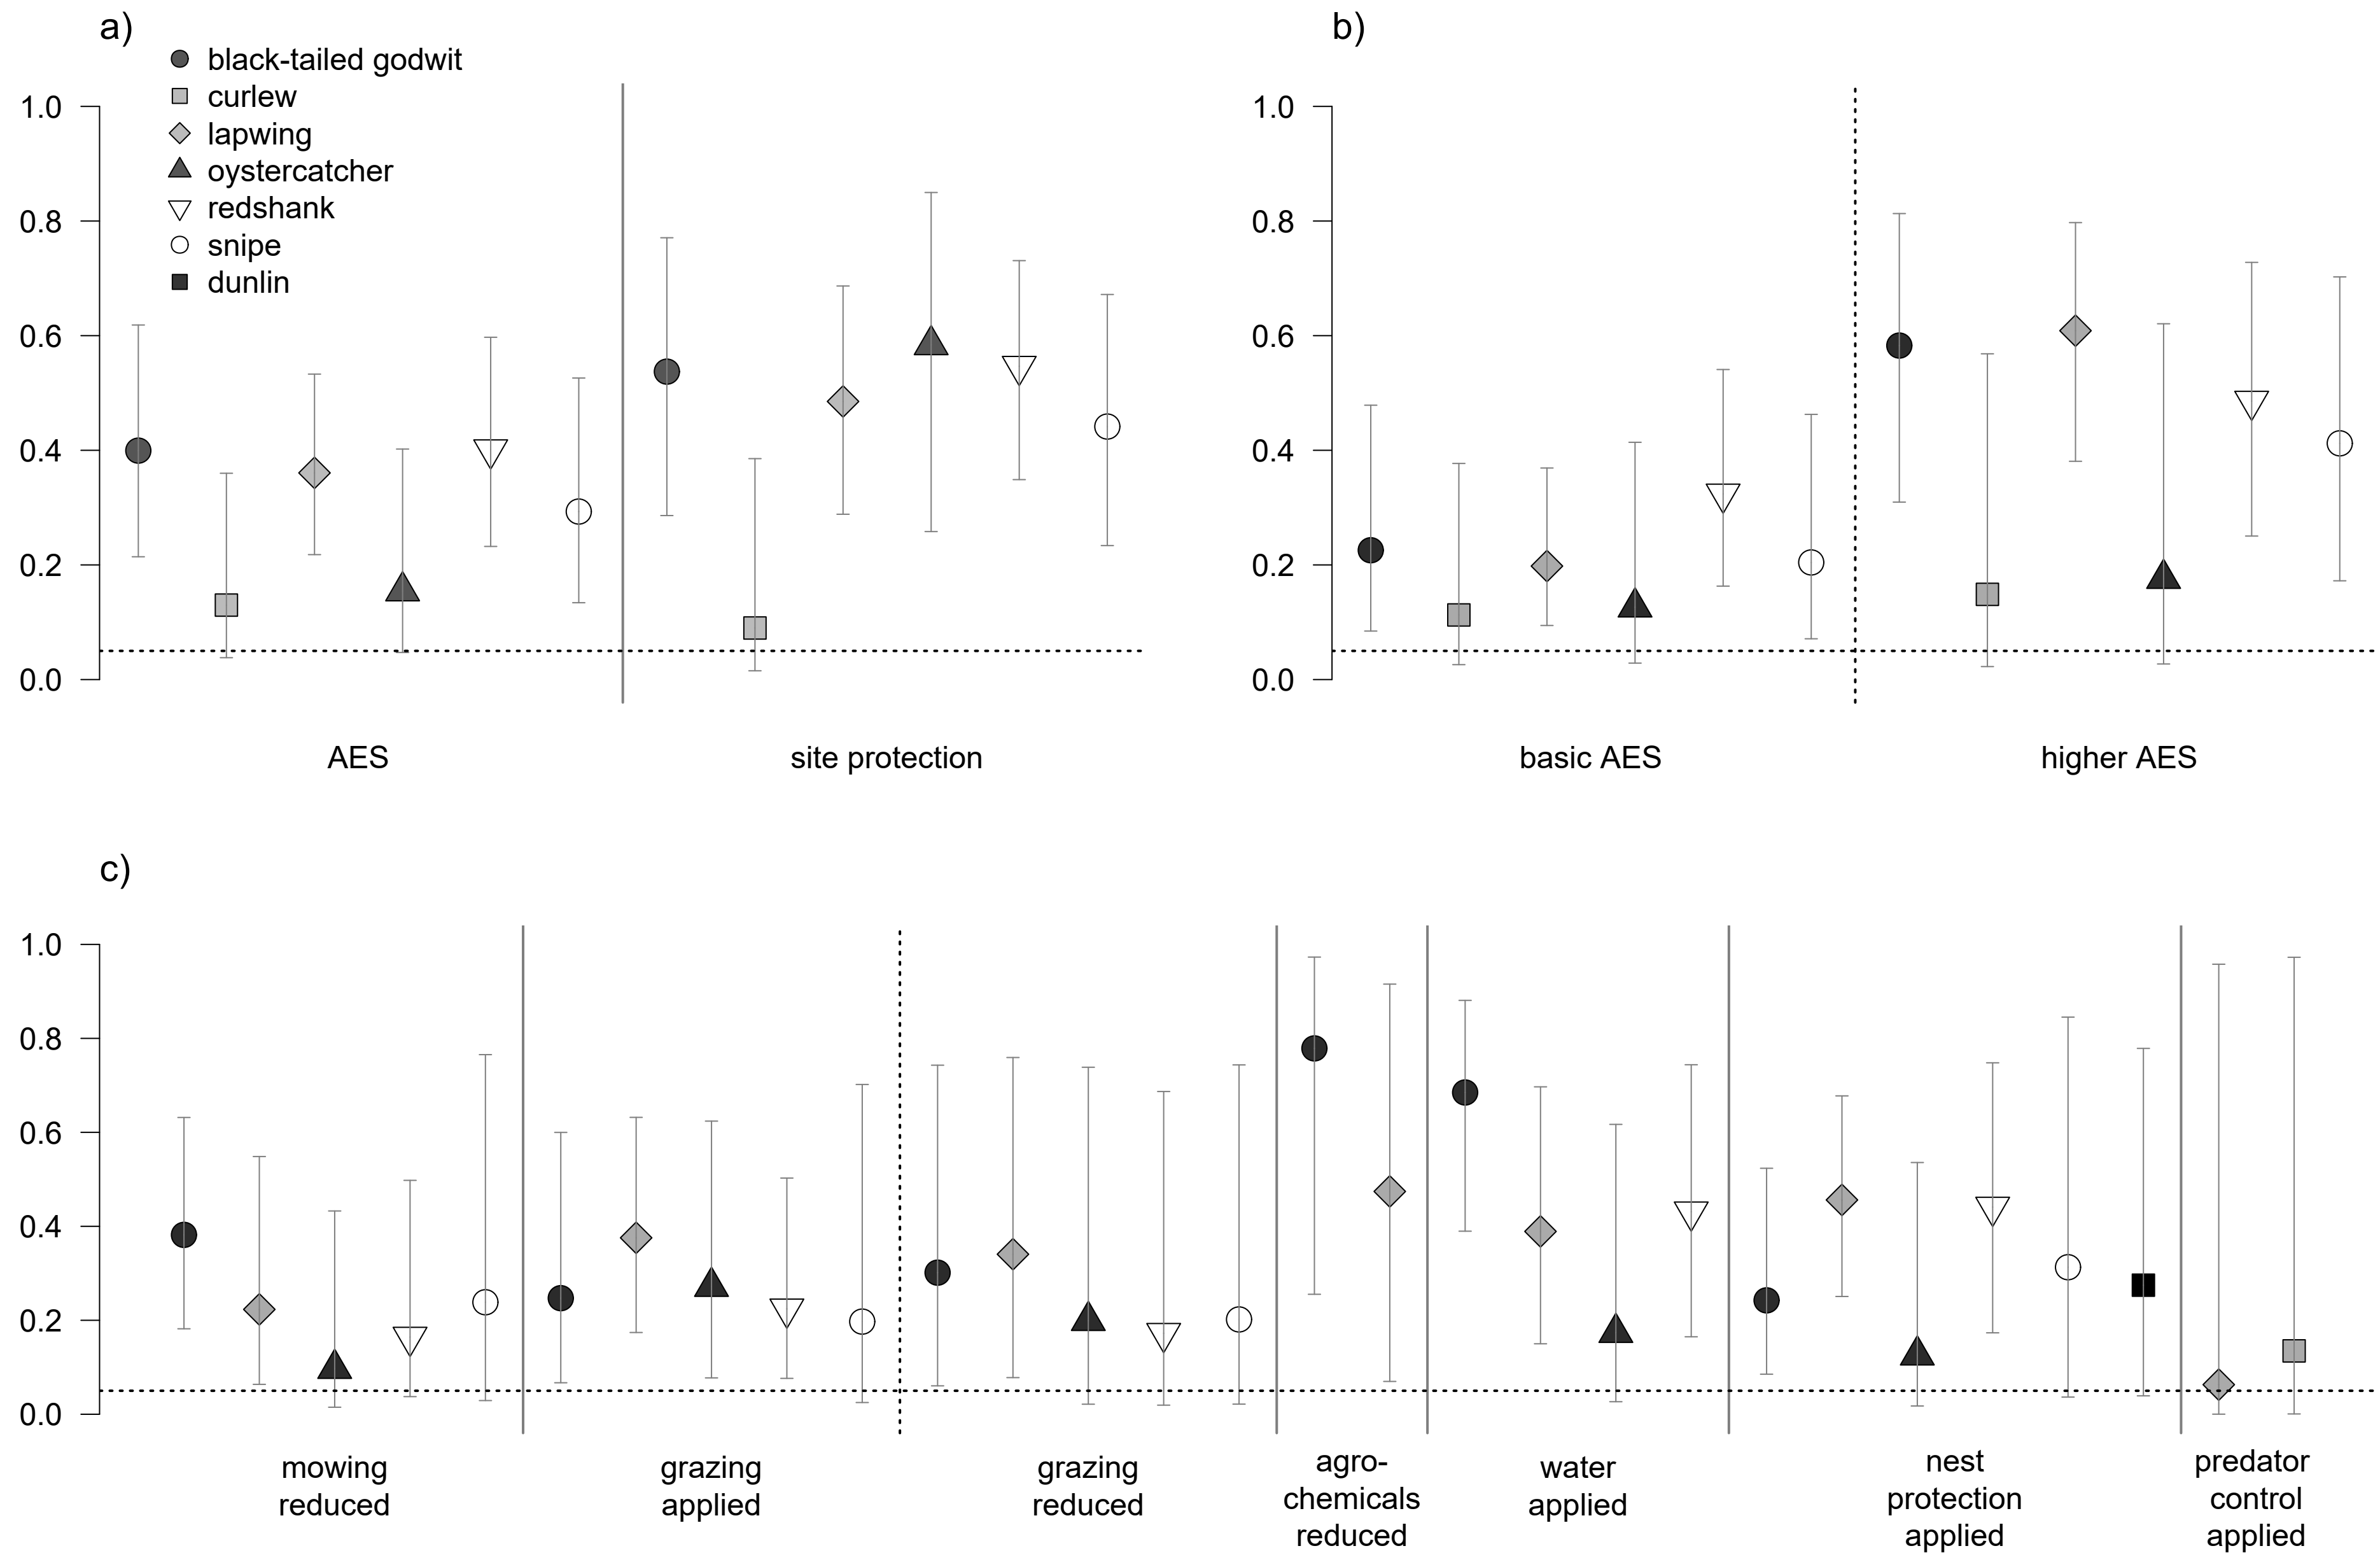 a)
black-tailed godwit
curlew
lapwing
oystercatcher
redshank
snipe
dunlin
1.0
0.8
0.6
0.4
0.2
0.0
AES
site protection
b)
1.0
0.8
0.6
0.4
0.2
0.0
basic AES
higher AES
c)
1.0
0.8
0.6
0.4
0.2
0.0
mowing
reduced
grazing
applied
grazing
reduced
agro-
chemicals
reduced
water
applied
nest
protection
applied
predator
control
applied